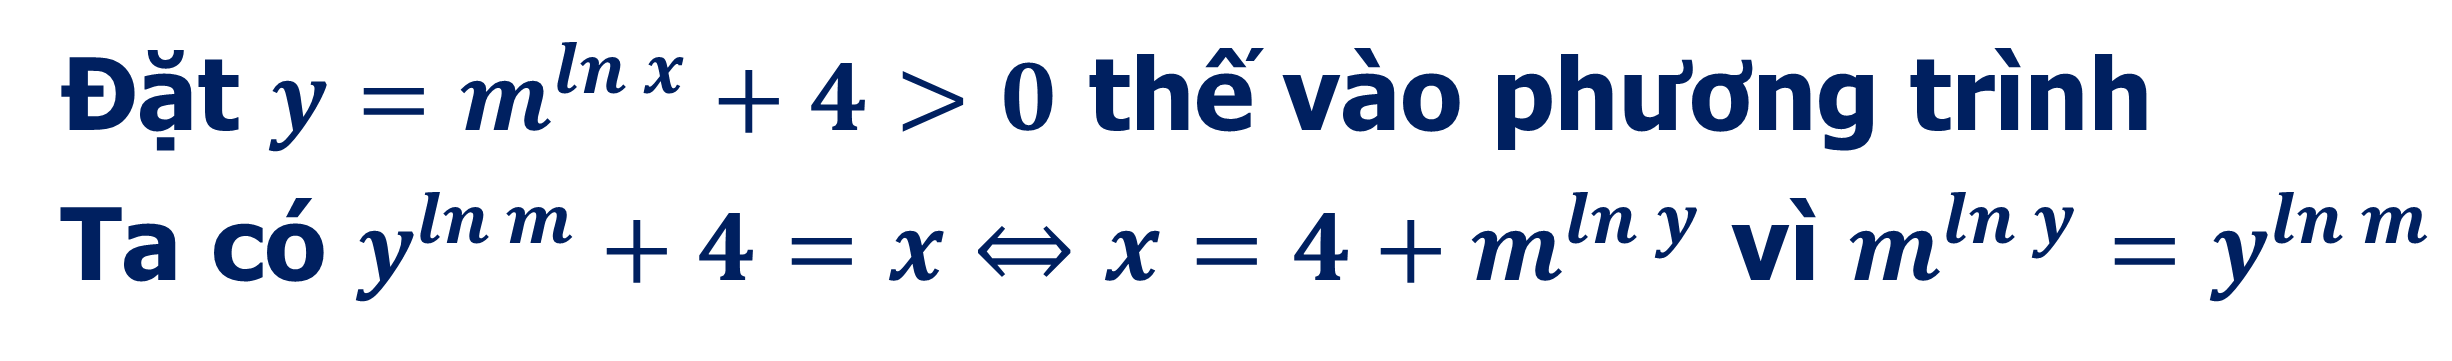 Đặt y = m^{ln x} + 4 > 0 thế vào phương trình
Ta có y^{ln m} + 4 = x ⟺ x = 4 + m^{ln y} vì m^{ln y} = y^{ln m}